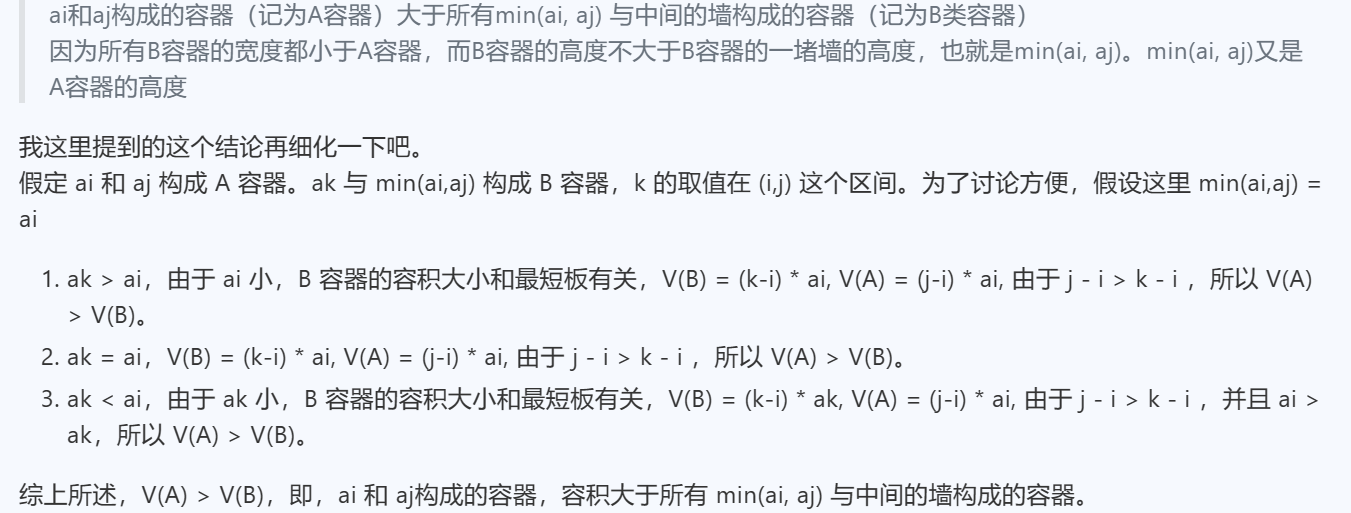 ai和aj构成的容器（记为A容器）大于所有min(ai, aj) 与中间的墙构成的容器（记为B类容器）
因为所有B容器的宽度都小于A容器，而B容器的高度不大于B容器的一堵墙的高度，也就是min(ai, aj)。min(ai, aj)又是
A容器的高度
我这里提到的这个结论再细化一下吧。
假定 ai 和 aj 构成 A 容器。ak 与 min(ai,aj) 构成 B 容器，k 的取值在 (i,j) 这个区间。为了讨论方便，假设这里 min(ai,aj) =
ai
1. ak > ai，由于 ai 小，B 容器的容积大小和最短板有关，V(B) = (k-i) * ai, V(A) = (j-i) * ai, 由于 j - i > k - i ，所以 V(A)
> V(B)。
2. ak = ai，V(B) = (k-i) * ai, V(A) = (j-i) * ai, 由于 j - i > k - i ，所以 V(A) > V(B)。
3. ak < ai，由于 ak 小，B 容器的容积大小和最短板有关，V(B) = (k-i) * ak, V(A) = (j-i) * ai, 由于 j - i > k - i ，并且 ai >
ak，所以 V(A) > V(B)。
综上所述，V(A) > V(B)，即，ai 和 aj构成的容器，容积大于所有 min(ai, aj) 与中间的墙构成的容器。